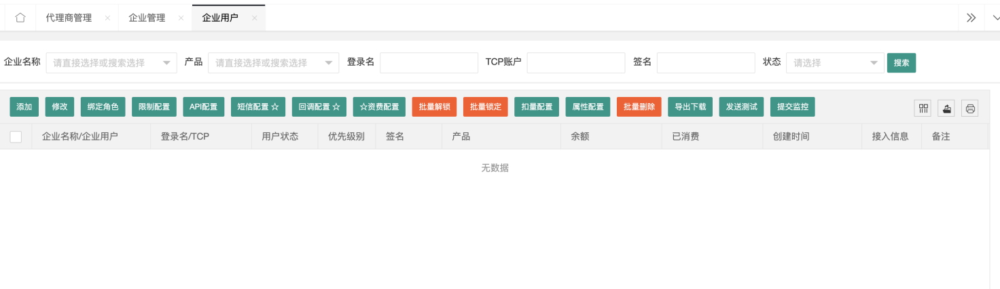 代理商管理 企业管理 企业用户
企业名称 请直接选择或搜索选择 产品 请直接选择或搜索选择 登录名 TCP账户 签名 状态 请选择 搜索
添加 修改 绑定角色 限制配置 API配置 短信配置 ☆ 回调配置 ☆ ☆资费配置 批量解锁 批量锁定 扣量配置 属性配置 批量删除 导出下载 发送测试 提交监控
企业名称/企业用户 登录名/TCP 用户状态 优先级别 签名 产品 余额 已消费 创建时间 接入信息 备注
无数据